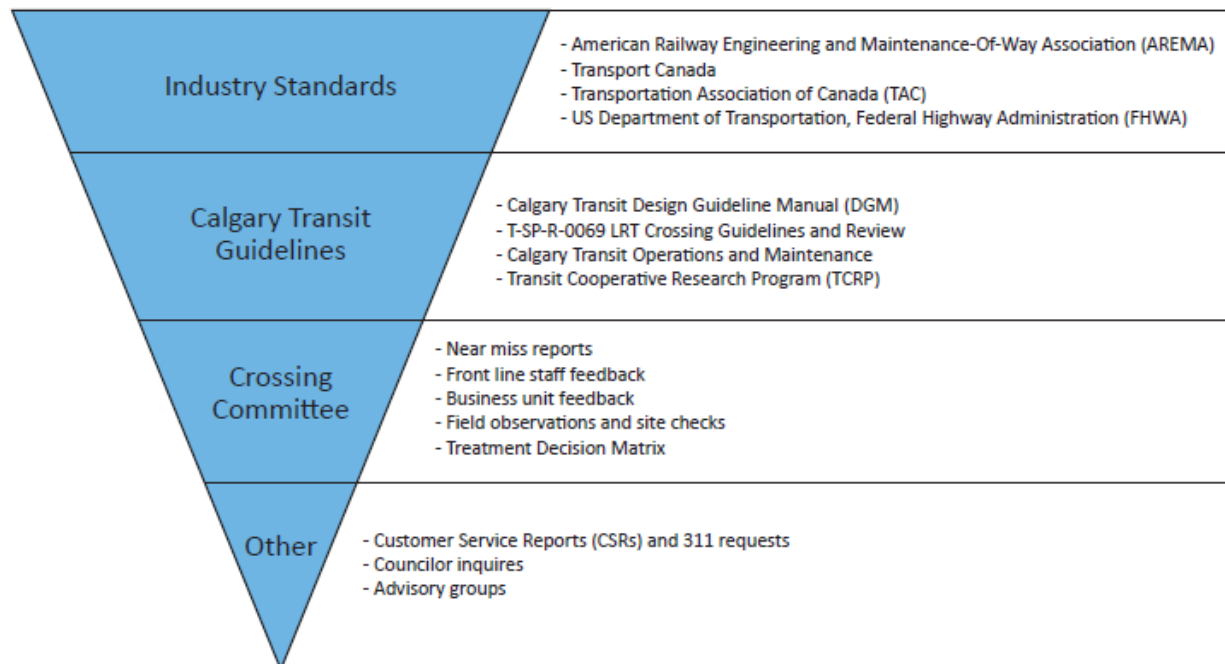 Industry Standards
- American Railway Engineering and Maintenance-Of-Way Association (AREMA)
- Transport Canada
- Transportation Association of Canada (TAC)
- US Department of Transportation, Federal Highway Administration (FHWA)
Calgary Transit
Guidelines
- Calgary Transit Design Guideline Manual (DGM)
- T-SP-R-0069 LRT Crossing Guidelines and Review
- Calgary Transit Operations and Maintenance
- Transit Cooperative Research Program (TCRP)
Crossing
Committee
- Near miss reports
- Front line staff feedback
- Business unit feedback
- Field observations and site checks
- Treatment Decision Matrix
Other
- Customer Service Reports (CSRs) and 311 requests
- Councilor inquires
- Advisory groups